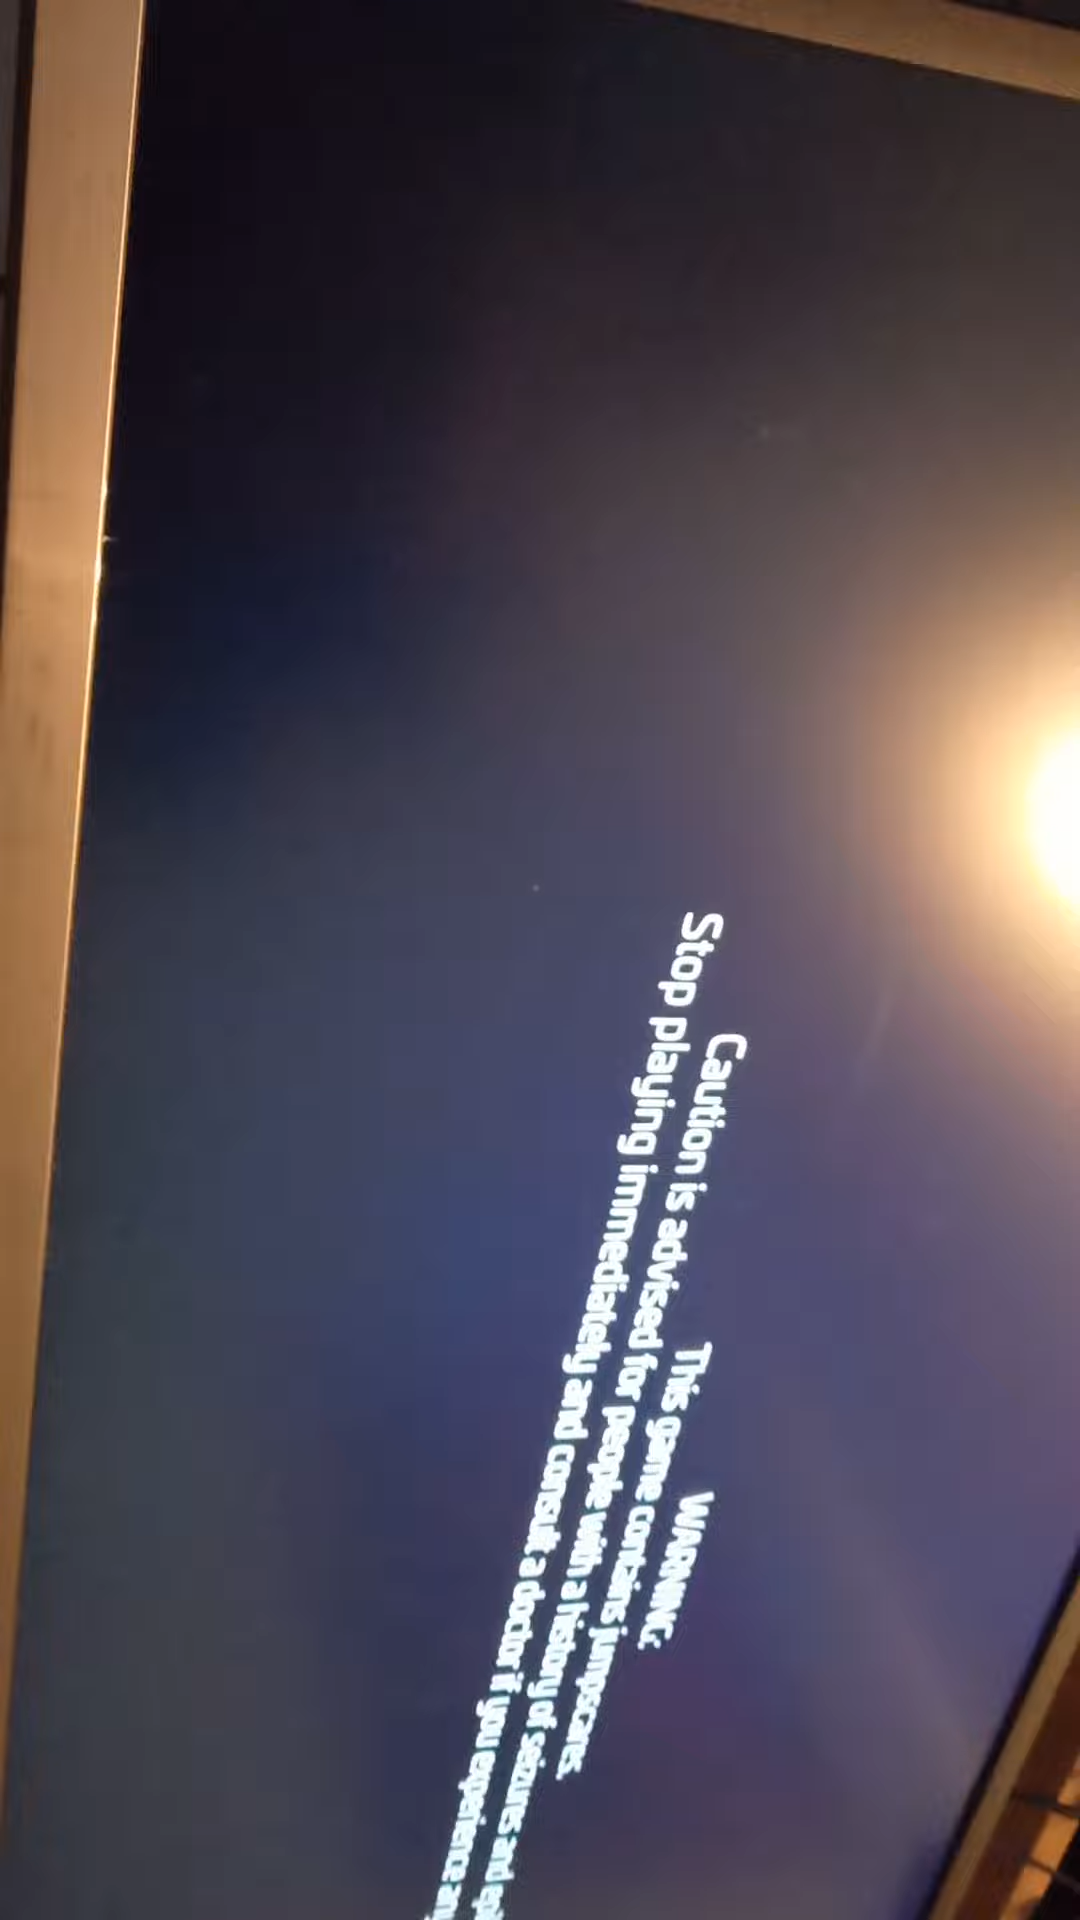 WARNING:
This game contains jumpscares.
Caution is advised for people with a history of seizures and
Stop playing immediately and consult a doctor if you experience